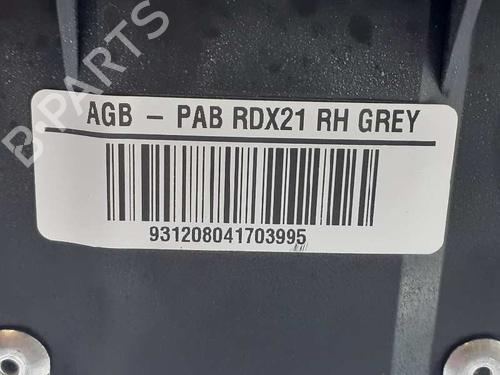 B-PARTS
AGB - PAB RDX21 RH GREY
931208041703995